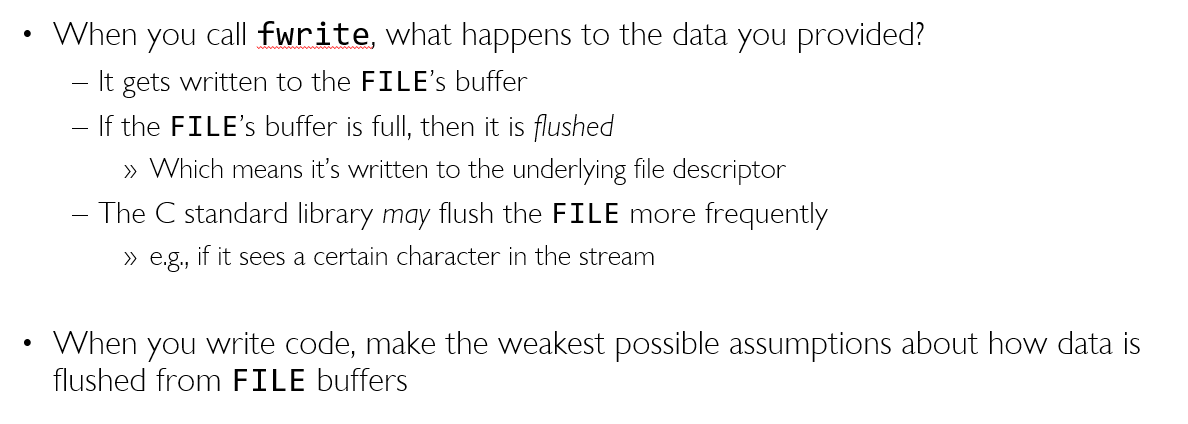 • When you call fwrite, what happens to the data you provided?
– It gets written to the FILE’s buffer
– If the FILE’s buffer is full, then it is flushed
» Which means it’s written to the underlying file descriptor
– The C standard library may flush the FILE more frequently
» e.g., if it sees a certain character in the stream
• When you write code, make the weakest possible assumptions about how data is
flushed from FILE buffers